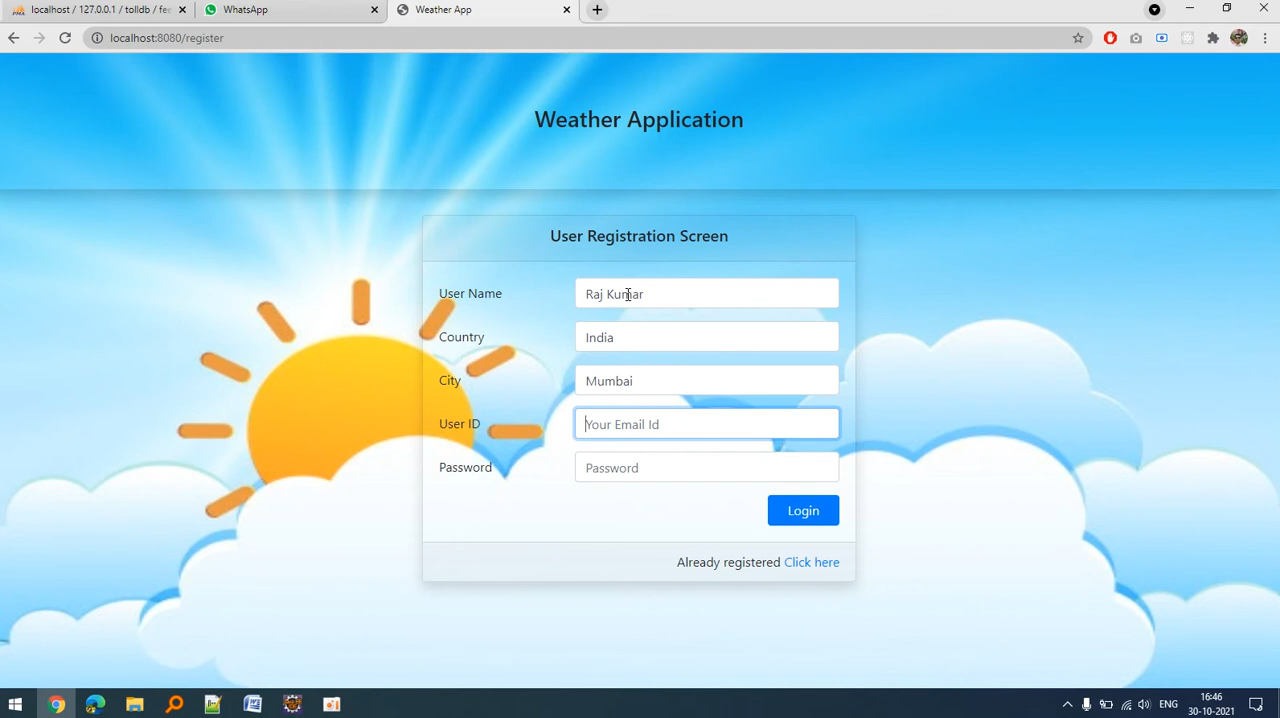 localhost / 127.0.0.1 / tolldb / fee
WhatsApp
Weather App
localhost:8080/register
Weather Application
User Registration Screen
User Name Raj Kumar
Country India
City Mumbai
User ID Your Email Id
Password Password
Login
Already registered Click here
ENG
16:46
30-10-2021